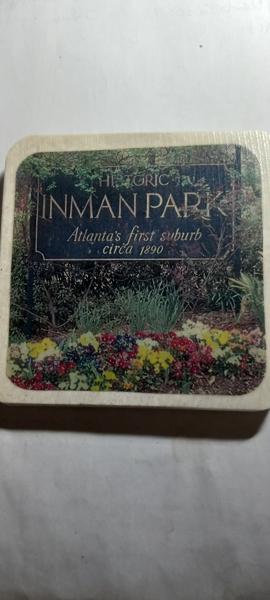 HISTORIC
INMAN PARK
Atlanta's first suburb
circa 1890